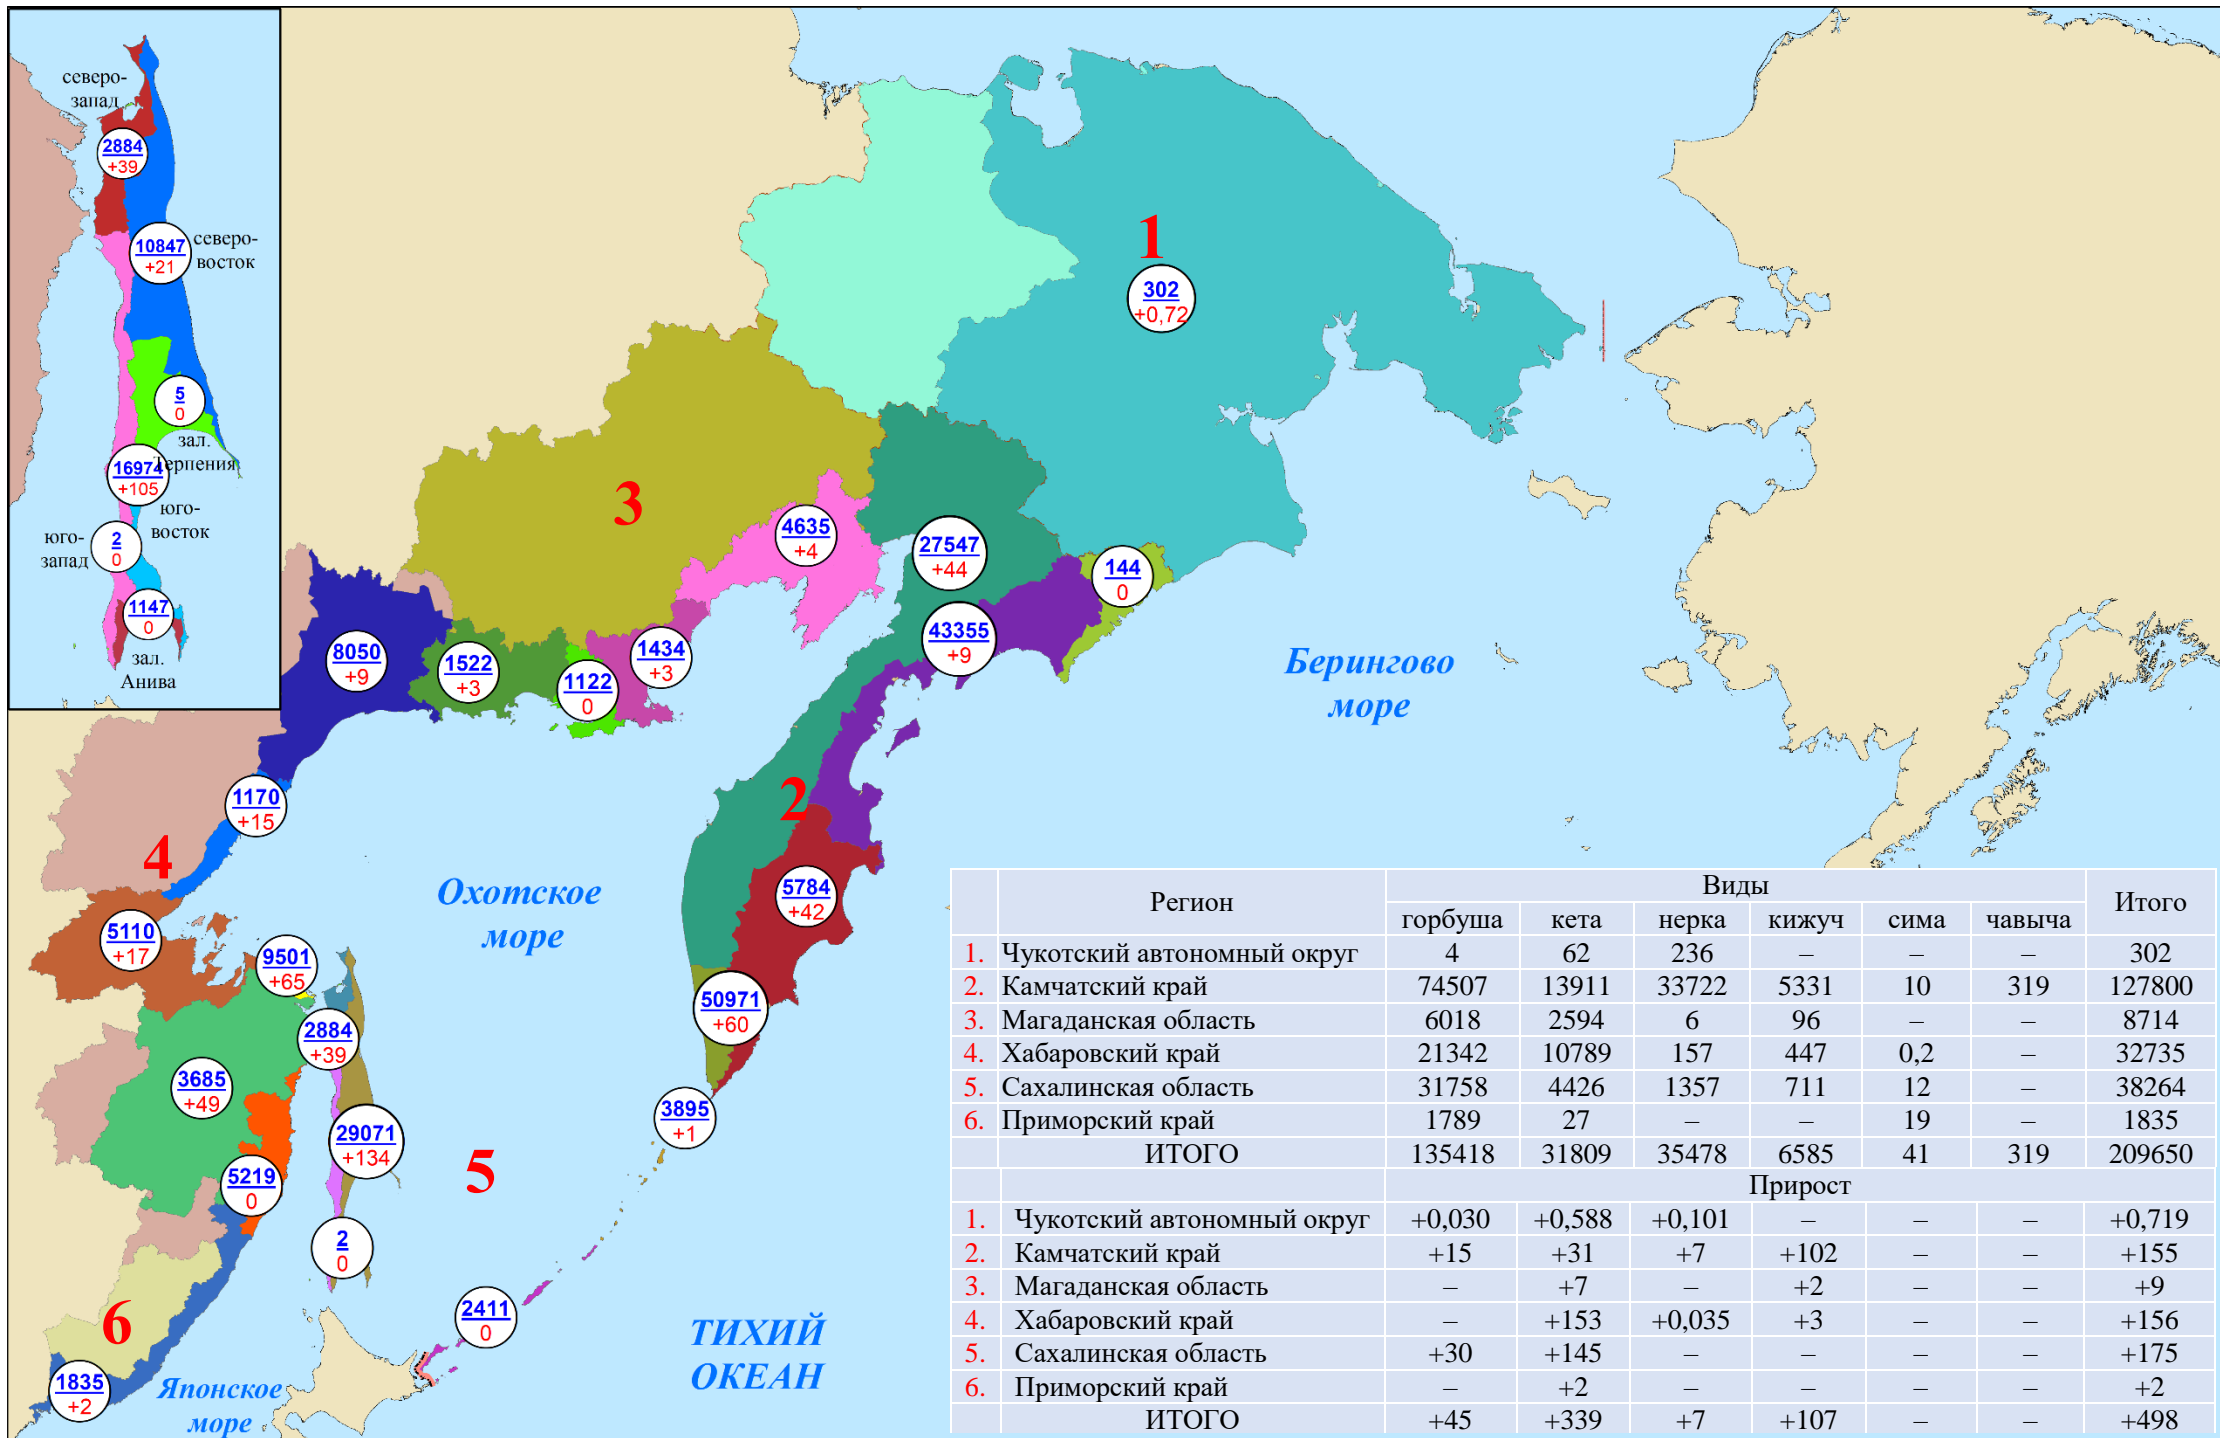 северо-
запад
2884
+39
10847
+21
северо-
восток
5
0
зал.
Терпения
16974
+105
юго-
восток
юго-
запад
2
0
1147
0
зал.
Анива
1
302
+0,72
3
4635
+4
27547
+44
144
0
43355
+9
8050
+9
1522
+3
1122
0
1434
+3
Берингово
море
2
1170
+15
4
Охотское
море
5784
+42
5110
+17
9501
+65
50971
+60
2884
+39
3685
+49
3895
+1
29071
+134
5
5219
0
2
0
6
2411
0
ТИХИЙ
ОКЕАН
1835
+2
Японское
море
Регион Виды Итого
горбуша кета нерка кижуч сима чавыча
1. Чукотский автономный округ 4 62 236 – – – 302
2. Камчатский край 74507 13911 33722 5331 10 319 127800
3. Магаданская область 6018 2594 6 96 – – 8714
4. Хабаровский край 21342 10789 157 447 0,2 – 32735
5. Сахалинская область 31758 4426 1357 711 12 – 38264
6. Приморский край 1789 27 – – 19 – 1835
ИТОГО 135418 31809 35478 6585 41 319 209650
Прирост
1. Чукотский автономный округ +0,030 +0,588 +0,101 – – – +0,719
2. Камчатский край +15 +31 +7 +102 – – +155
3. Магаданская область – +7 – +2 – – +9
4. Хабаровский край – +153 +0,035 +3 – – +156
5. Сахалинская область +30 +145 – – – – +175
6. Приморский край – +2 – – – – +2
ИТОГО +45 +339 +7 +107 – – +498